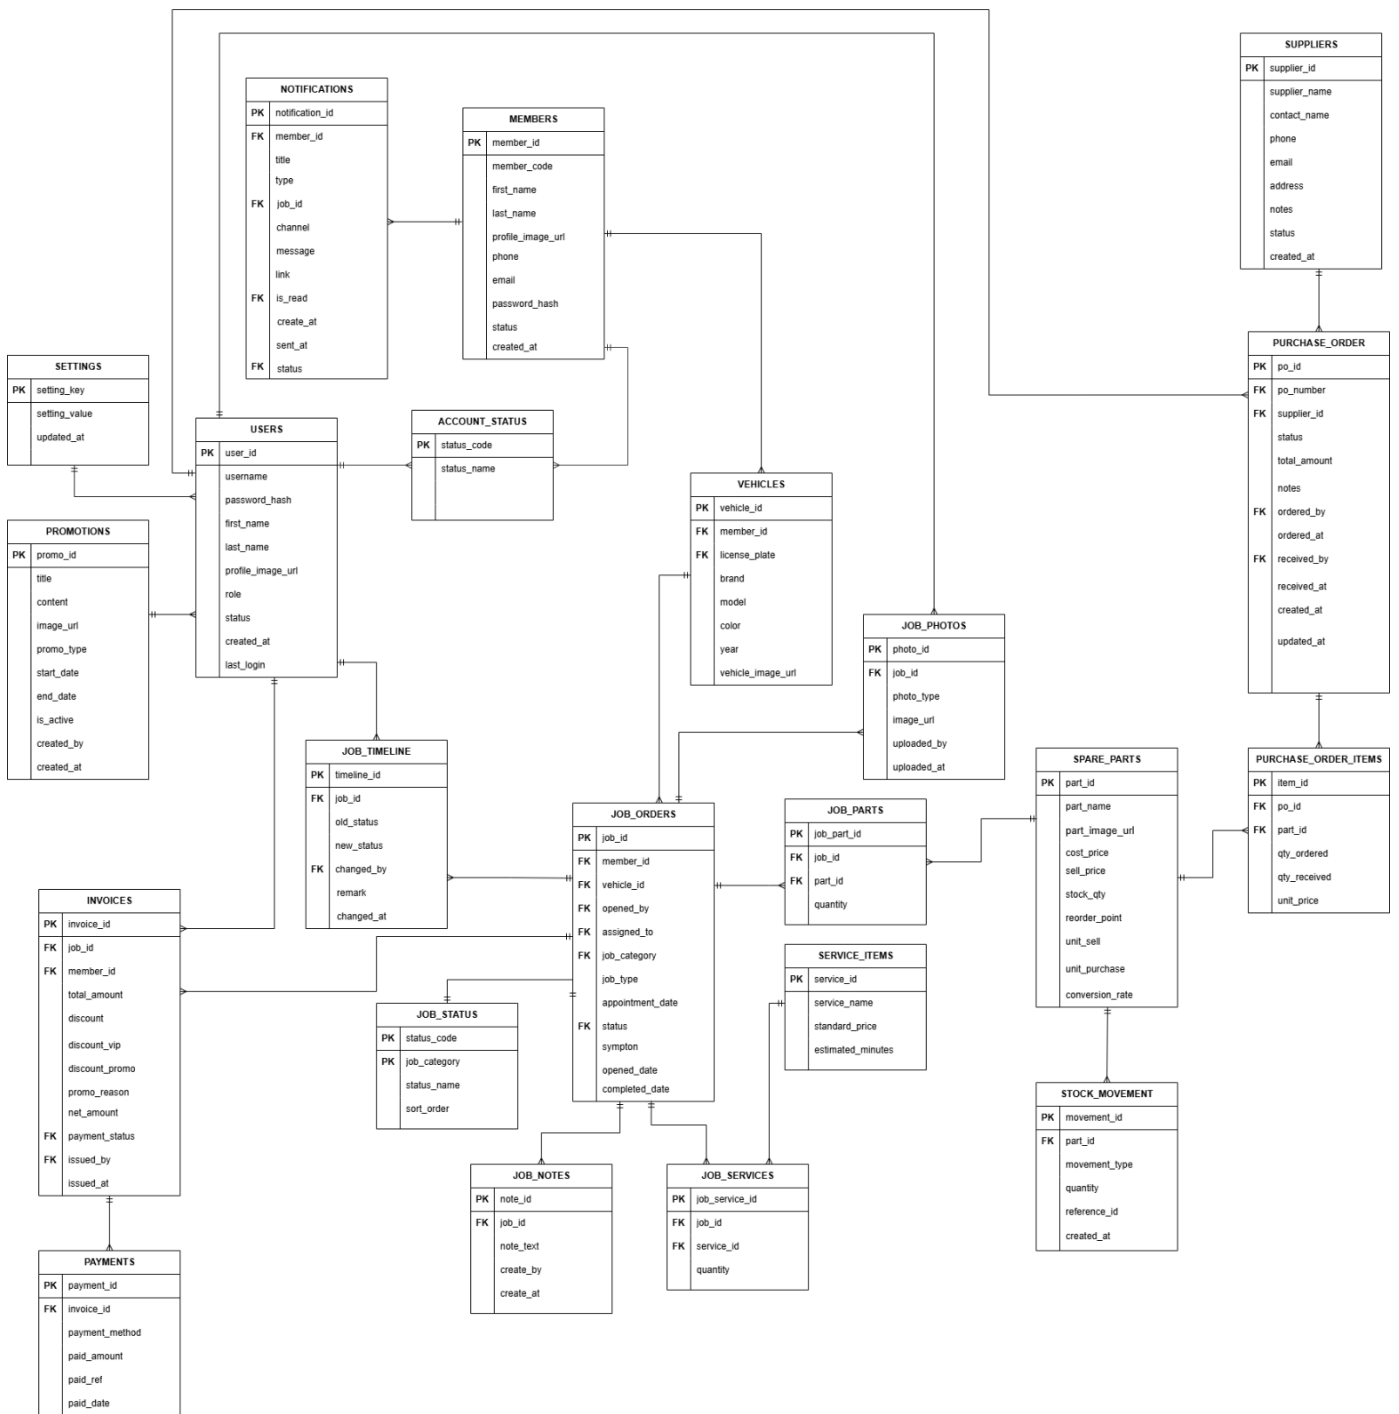 SUPPLIERS
PK supplier_id
supplier_name
contact_name
phone
email
address
notes
status
created_at
NOTIFICATIONS
PK notification_id
FK member_id
title
type
FK job_id
channel
message
link
FK is_read
create_at
sent_at
FK status
MEMBERS
PK member_id
member_code
first_name
last_name
profile_image_url
phone
email
password_hash
status
created_at
PURCHASE_ORDER
PK po_id
FK po_number
FK supplier_id
status
total_amount
notes
FK ordered_by
ordered_at
FK received_by
received_at
created_at
updated_at
SETTINGS
PK setting_key
setting_value
updated_at
USERS
PK user_id
username
password_hash
first_name
last_name
profile_image_url
role
status
created_at
last_login
ACCOUNT_STATUS
PK status_code
status_name
VEHICLES
PK vehicle_id
FK member_id
FK license_plate
brand
model
color
year
vehicle_image_url
PROMOTIONS
PK promo_id
title
content
image_url
promo_type
start_date
end_date
is_active
created_by
created_at
JOB_PHOTOS
PK photo_id
FK job_id
photo_type
image_url
uploaded_by
uploaded_at
JOB_TIMELINE
PK timeline_id
FK job_id
old_status
new_status
FK changed_by
remark
changed_at
SPARE_PARTS
PK part_id
part_name
part_image_url
cost_price
sell_price
stock_qty
reorder_point
unit_sell
unit_purchase
conversion_rate
PURCHASE_ORDER_ITEMS
PK item_id
FK po_id
FK part_id
qty_ordered
qty_received
unit_price
JOB_ORDERS
PK job_id
FK member_id
FK vehicle_id
FK opened_by
FK assigned_to
FK job_category
job_type
appointment_date
FK status
sympton
opened_date
completed_date
JOB_PARTS
PK job_part_id
FK job_id
FK part_id
quantity
INVOICES
PK invoice_id
FK job_id
FK member_id
total_amount
discount
discount_vip
discount_promo
promo_reason
net_amount
FK payment_status
FK issued_by
issued_at
SERVICE_ITEMS
PK service_id
service_name
standard_price
estimated_minutes
JOB_STATUS
PK status_code
PK job_category
status_name
sort_order
STOCK_MOVEMENT
PK movement_id
FK part_id
movement_type
quantity
reference_id
created_at
JOB_NOTES
PK note_id
FK job_id
note_text
create_by
create_at
JOB_SERVICES
PK job_service_id
FK job_id
FK service_id
quantity
PAYMENTS
PK payment_id
FK invoice_id
payment_method
paid_amount
paid_ref
paid_date